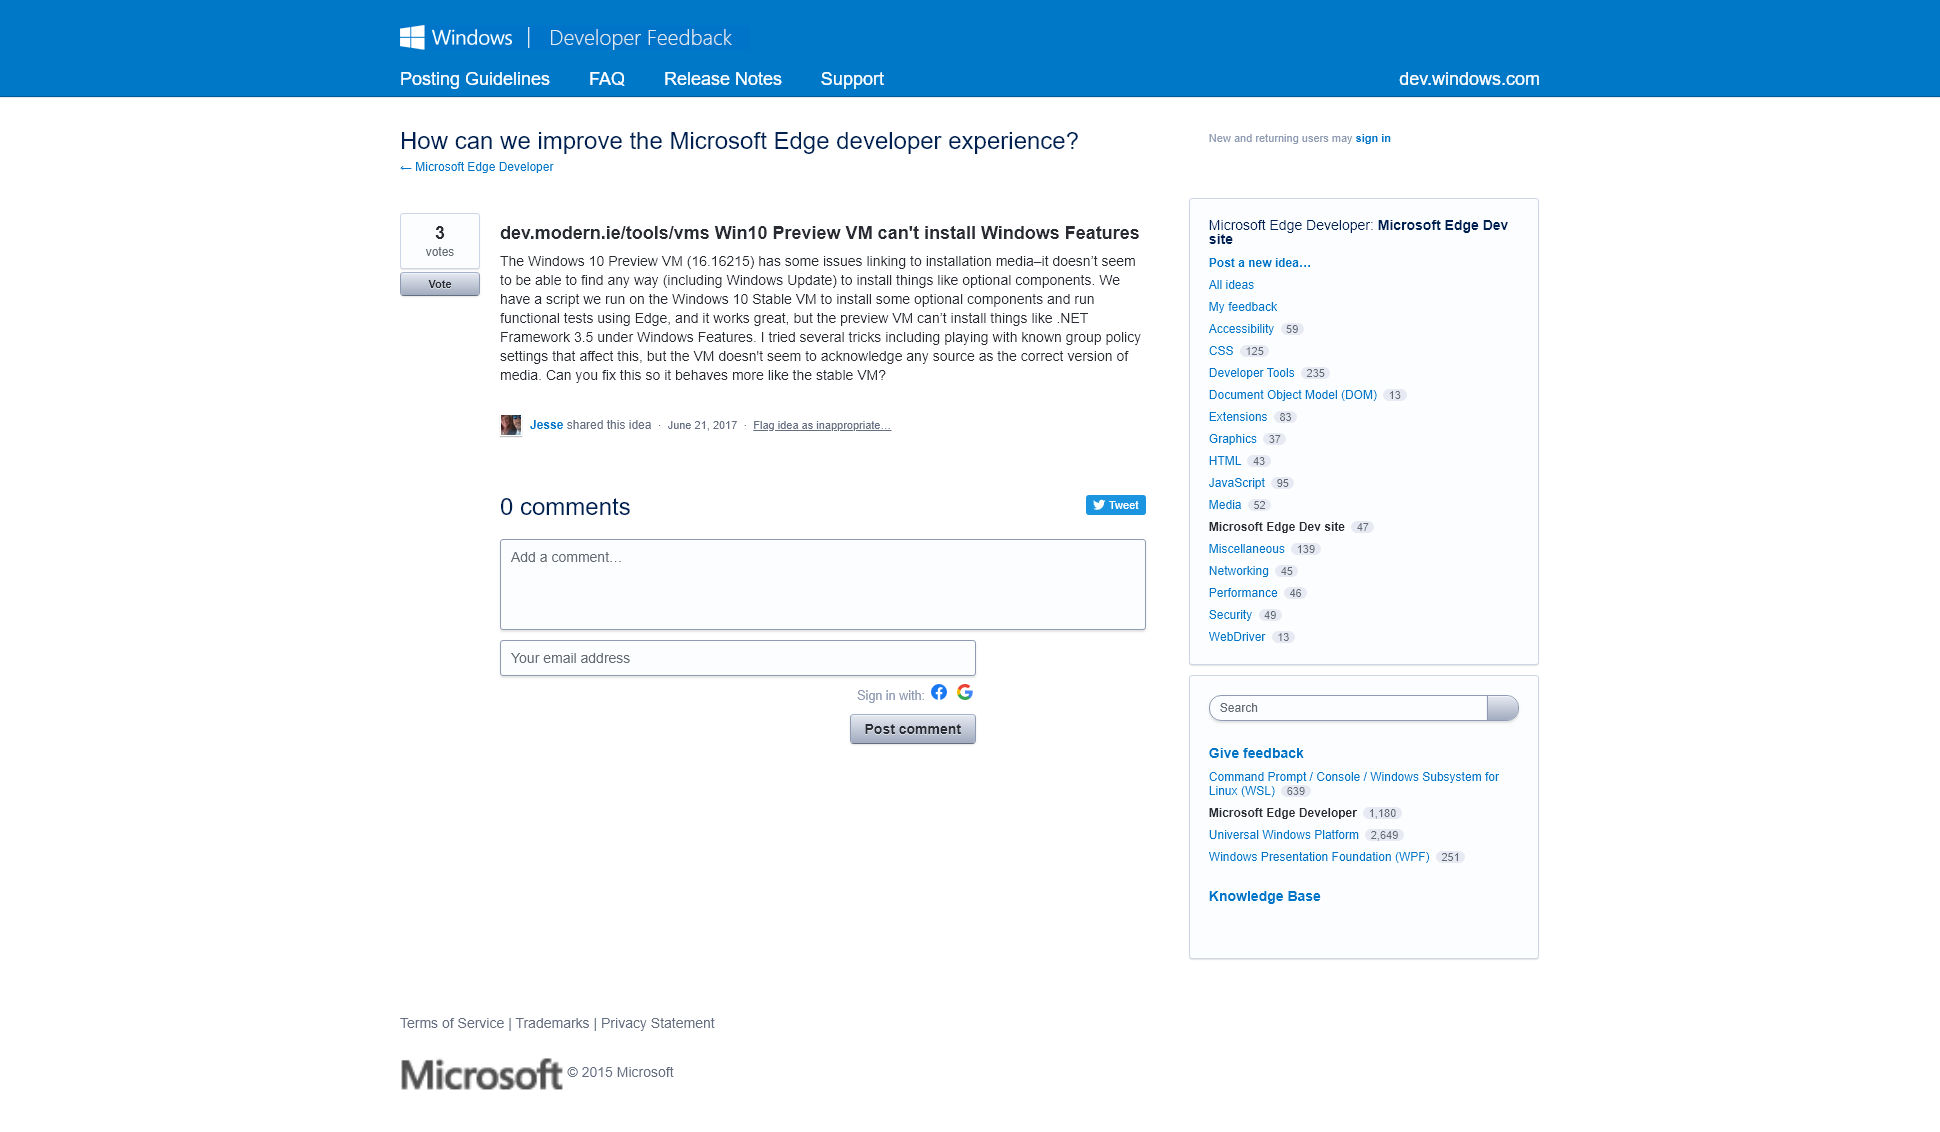 Windows | Developer Feedback
Posting Guidelines FAQ Release Notes Support dev.windows.com
How can we improve the Microsoft Edge developer experience?
← Microsoft Edge Developer
New and returning users may sign in
3
votes
Vote
dev.modern.ie/tools/vms Win10 Preview VM can't install Windows Features
The Windows 10 Preview VM (16.16215) has some issues linking to installation media–it doesn’t seem
to be able to find any way (including Windows Update) to install things like optional components. We
have a script we run on the Windows 10 Stable VM to install some optional components and run
functional tests using Edge, and it works great, but the preview VM can’t install things like .NET
Framework 3.5 under Windows Features. I tried several tricks including playing with known group policy
settings that affect this, but the VM doesn't seem to acknowledge any source as the correct version of
media. Can you fix this so it behaves more like the stable VM?
Jesse shared this idea · June 21, 2017 · Flag idea as inappropriate…
0 comments
Tweet
Add a comment…
Your email address
Sign in with:
Post comment
Microsoft Edge Developer: Microsoft Edge Dev
site
Post a new idea…
All ideas
My feedback
Accessibility 59
CSS 125
Developer Tools 235
Document Object Model (DOM) 13
Extensions 83
Graphics 37
HTML 43
JavaScript 95
Media 52
Microsoft Edge Dev site 47
Miscellaneous 139
Networking 45
Performance 46
Security 49
WebDriver 13
Search
Give feedback
Command Prompt / Console / Windows Subsystem for
Linux (WSL) 639
Microsoft Edge Developer 1,180
Universal Windows Platform 2,649
Windows Presentation Foundation (WPF) 251
Knowledge Base
Terms of Service | Trademarks | Privacy Statement
Microsoft © 2015 Microsoft